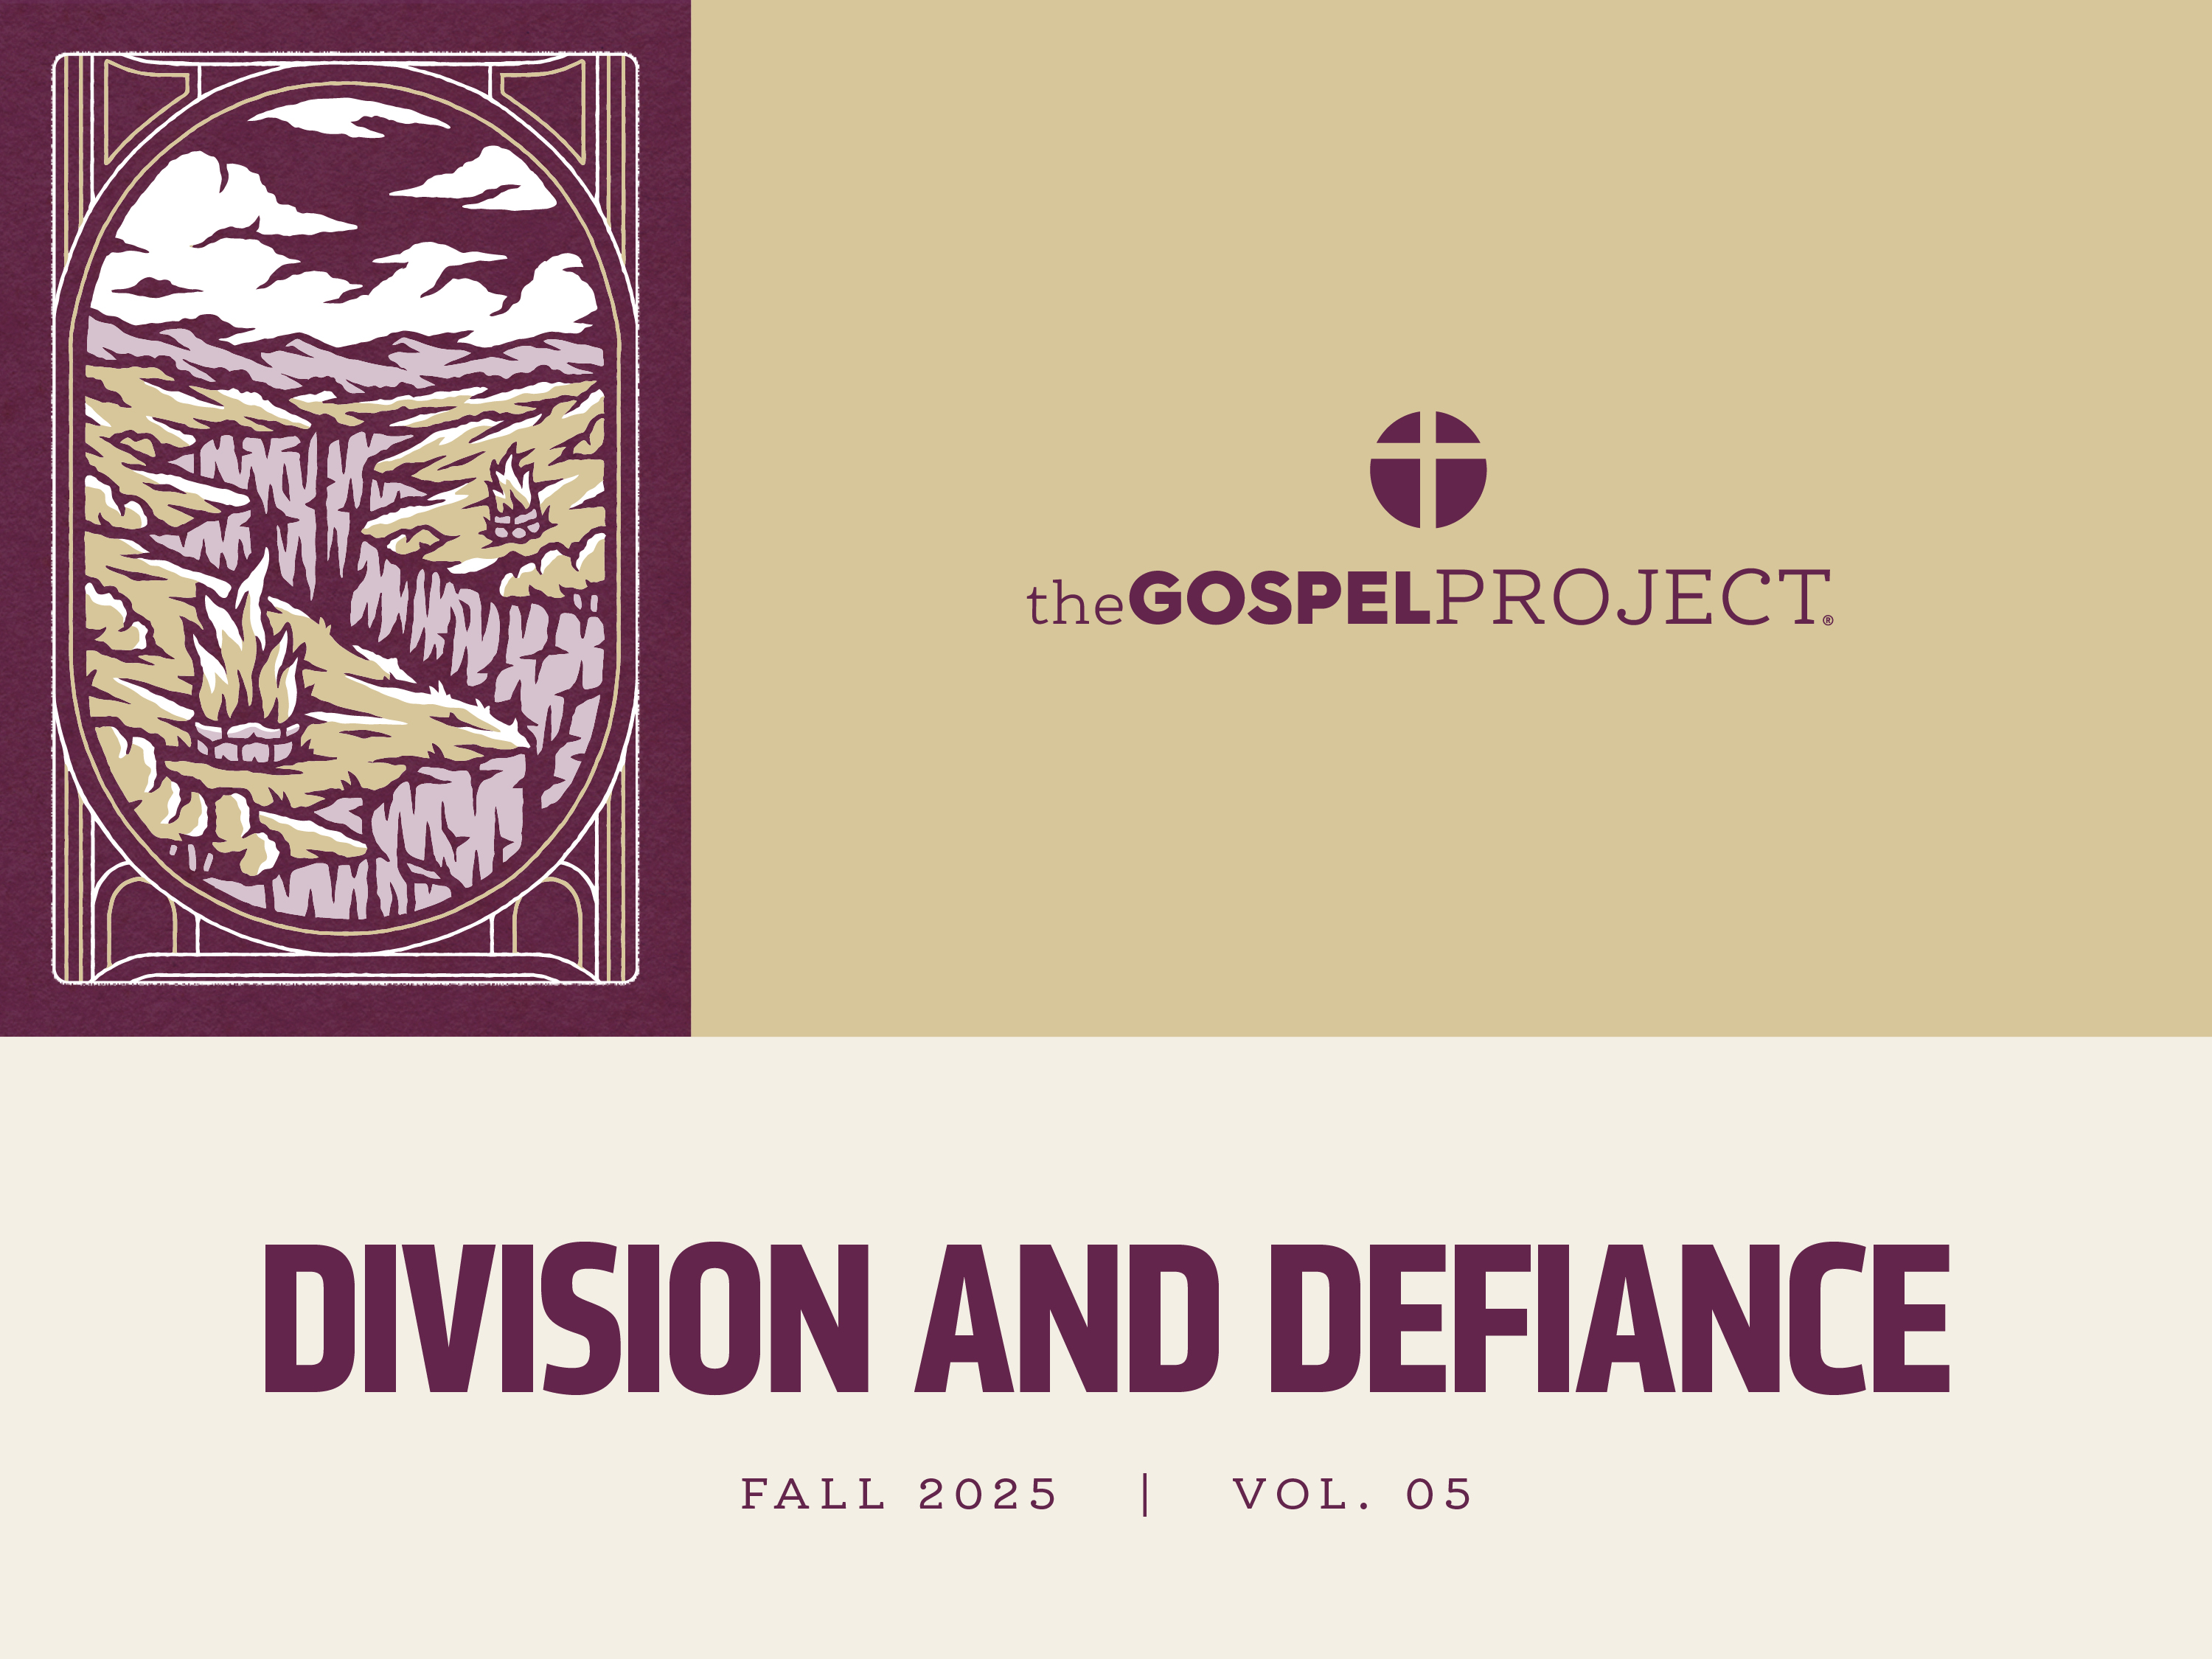 theGOSPELPROJECT®
DIVISION AND DEFIANCE
FALL 2025 | VOL. 05